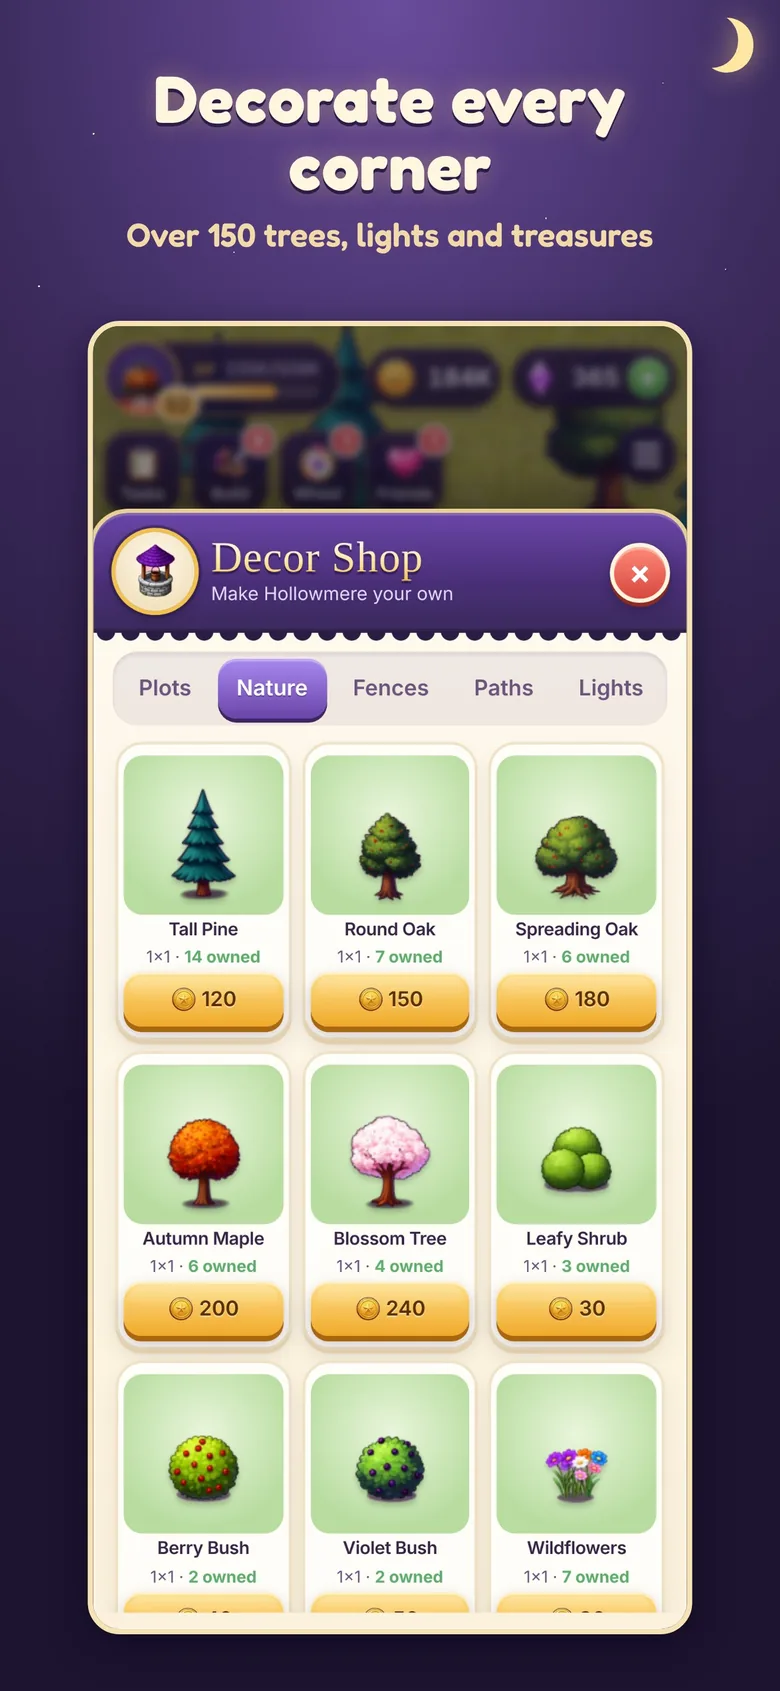 Decorate every
corner
Over 150 trees, lights and treasures
184K
365
Decor Shop
Make Hollowmere your own
Plots Nature Fences Paths Lights
Tall Pine Round Oak Spreading Oak
1×1 · 14 owned 1×1 · 7 owned 1×1 · 6 owned
120 150 180
Autumn Maple Blossom Tree Leafy Shrub
1×1 · 6 owned 1×1 · 4 owned 1×1 · 3 owned
200 240 30
Berry Bush Violet Bush Wildflowers
1×1 · 2 owned 1×1 · 2 owned 1×1 · 7 owned